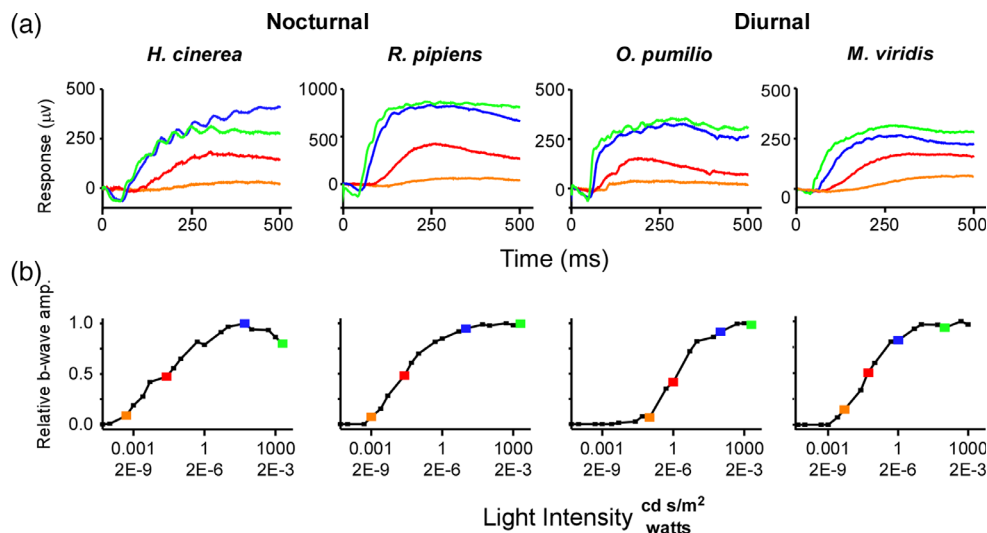 (a)
Nocturnal
Diurnal
H. cinerea
R. pipiens
O. pumilio
M. viridis
Response (µv)
500
250
0
0
250
500
1000
500
0
0
250
500
500
250
0
0
250
500
500
250
0
0
250
500
Time (ms)
(b)
Relative b-wave amp.
1.0
0.5
0.0
0.001 1 1000
2E-9 2E-6 2E-3
0.001 1 1000
2E-9 2E-6 2E-3
0.001 1 1000
2E-9 2E-6 2E-3
0.001 1 1000
2E-9 2E-6 2E-3
Light Intensity cd s/m²
watts